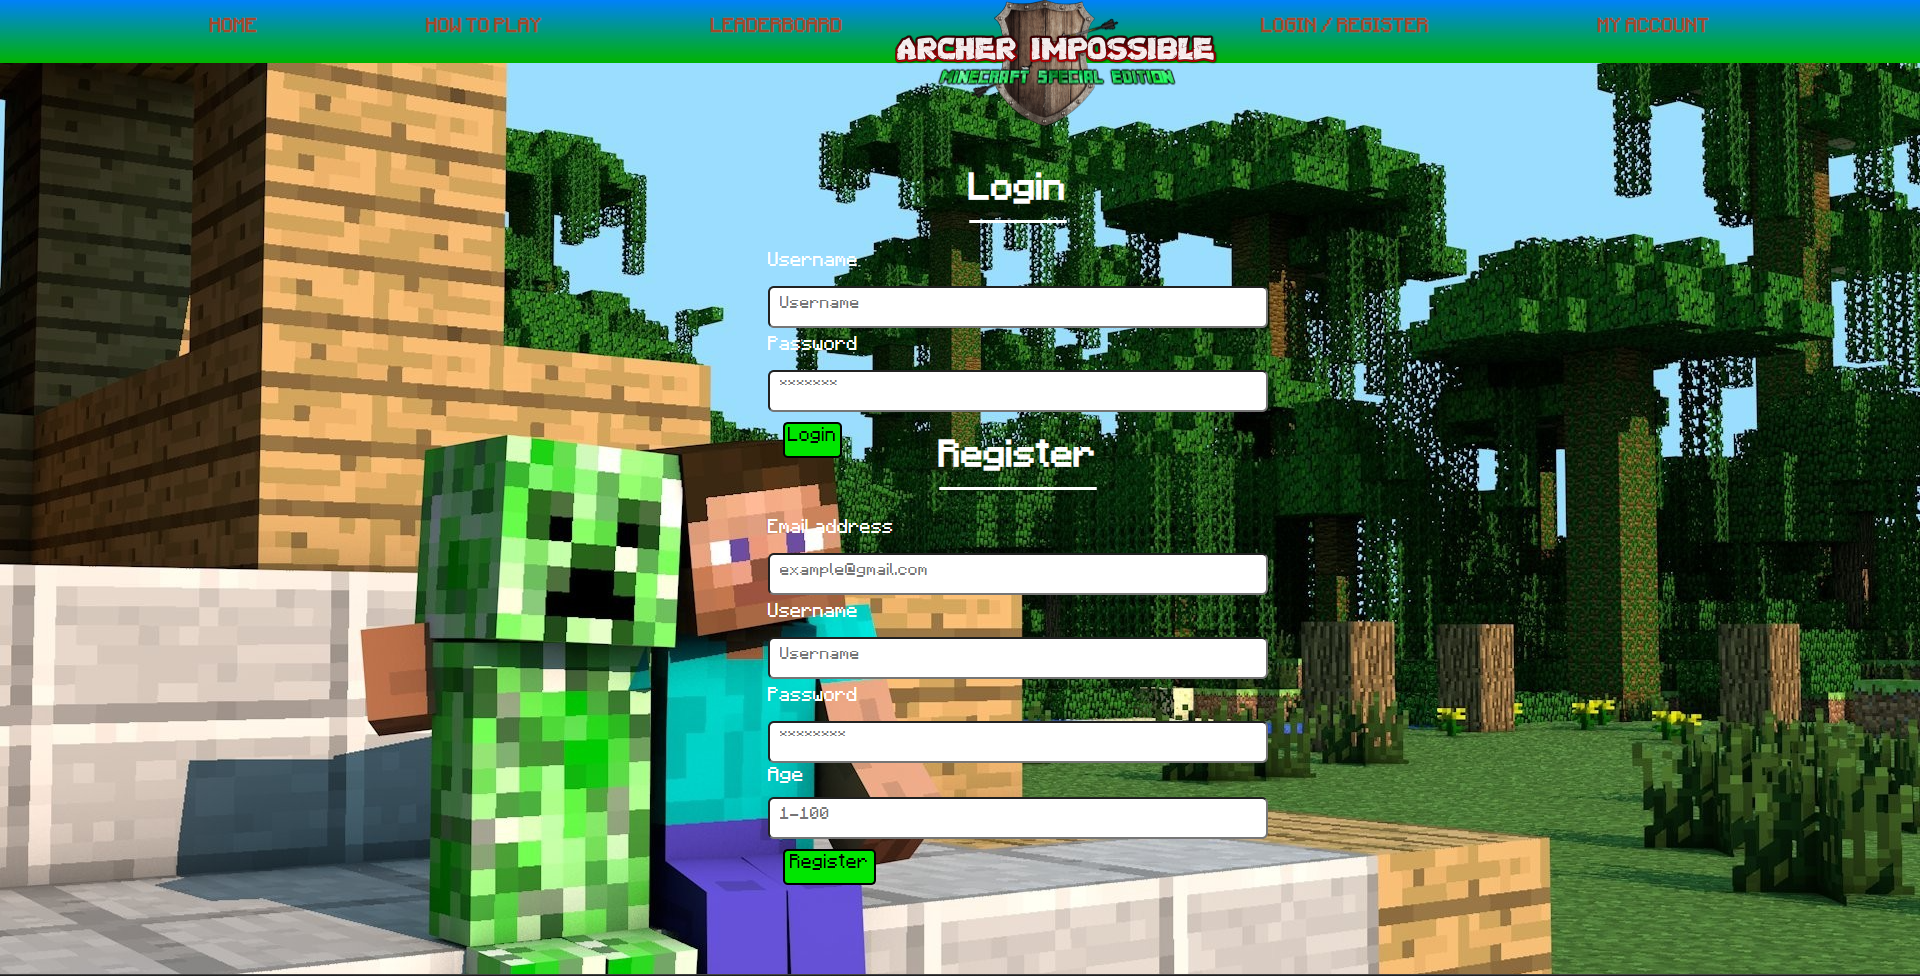 HOME
HOW TO PLAY
LEADERBOARD
ARCHER IMPOSSIBLE
MINECRAFT SPECIAL EDITION
LOGIN / REGISTER
MY ACCOUNT
Login
Username
Username
Password
*******
Login
Register
Email address
example@gmail.com
Username
Username
Password
********
Age
1-100
Register